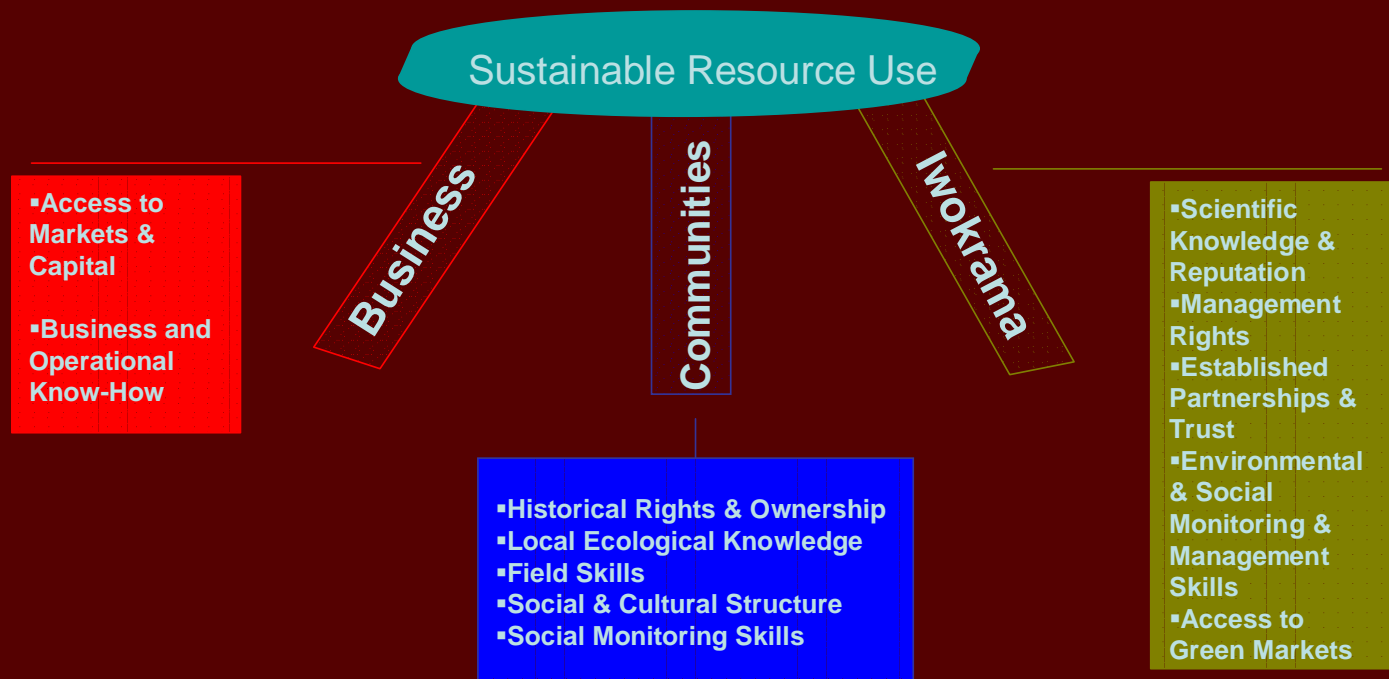 Sustainable Resource Use
Business
Communities
Iwokrama
▪Access to
Markets &
Capital
▪Business and
Operational
Know-How
▪Historical Rights & Ownership
▪Local Ecological Knowledge
▪Field Skills
▪Social & Cultural Structure
▪Social Monitoring Skills
▪Scientific
Knowledge &
Reputation
▪Management
Rights
▪Established
Partnerships &
Trust
▪Environmental
& Social
Monitoring &
Management
Skills
▪Access to
Green Markets